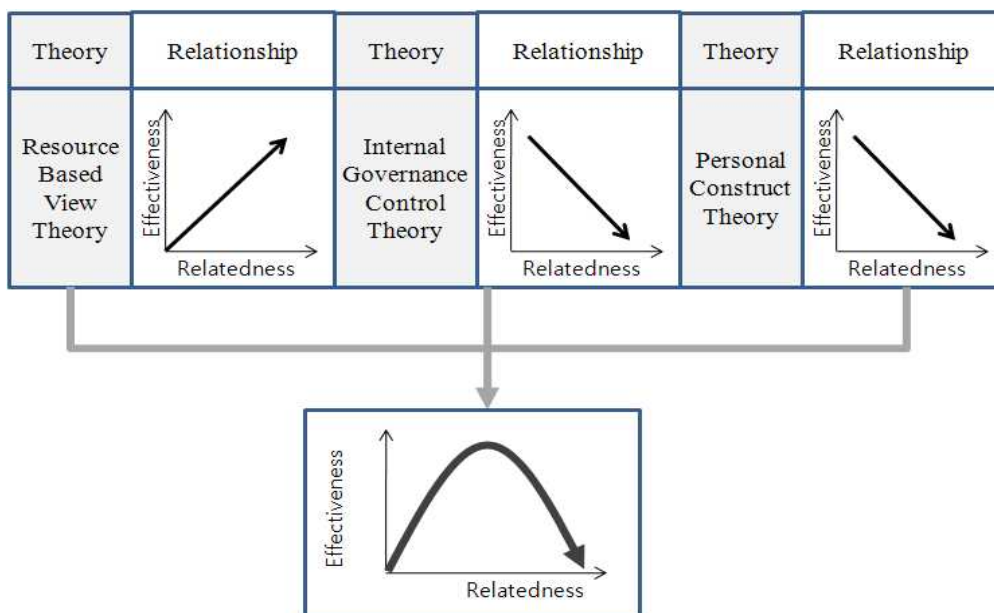 Theory
Relationship
Theory
Relationship
Theory
Relationship
Resource
Based
View
Theory
Effectiveness
Relatedness
Internal
Governance
Control
Theory
Effectiveness
Relatedness
Personal
Construct
Theory
Effectiveness
Relatedness
Effectiveness
Relatedness